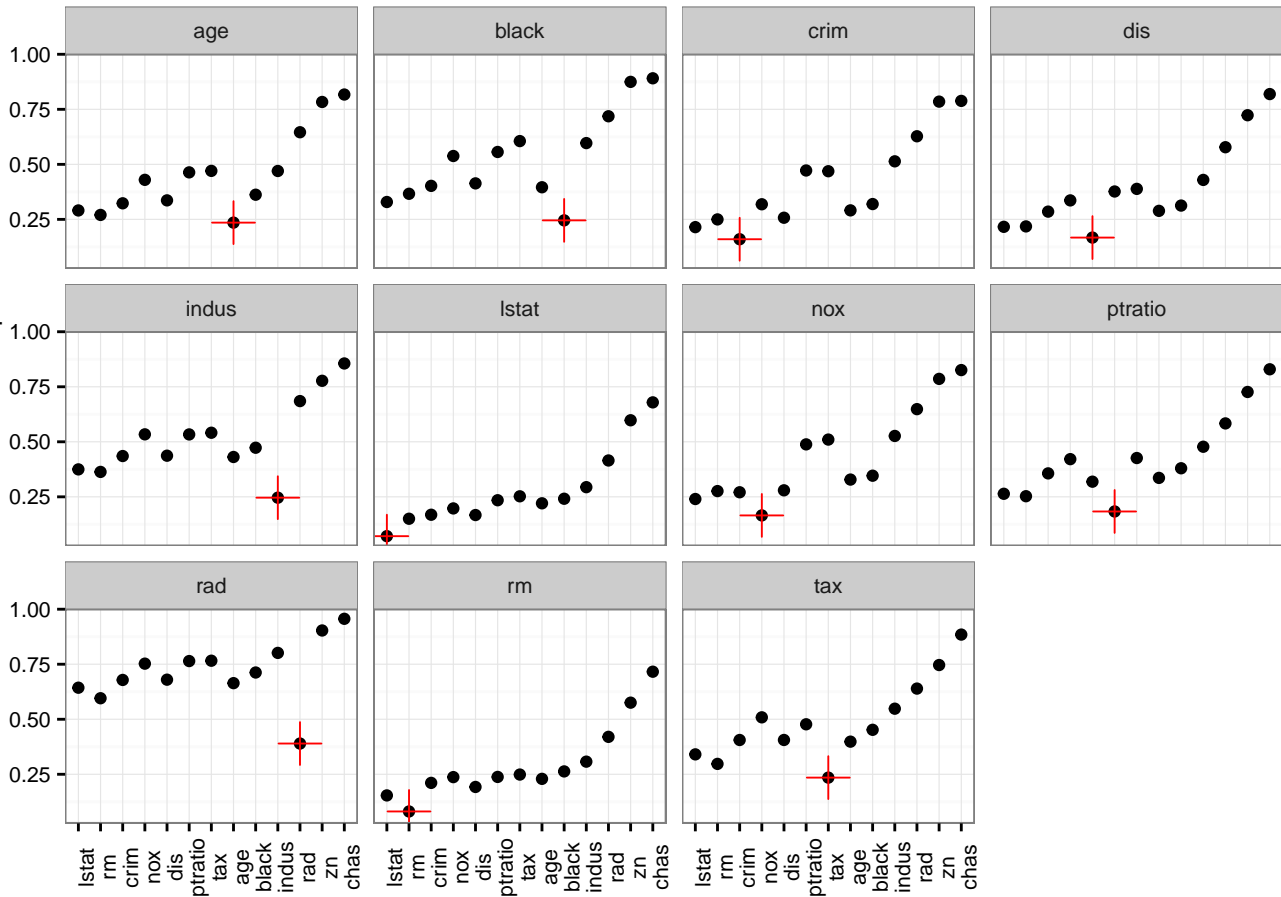 age black crim dis
1.00
0.75
0.50
0.25
indus lstat nox ptratio
1.00
0.75
0.50
0.25
rad rm tax
1.00
0.75
0.50
0.25
lstat rm crim nox dis ptratio tax age black indus rad zn chas
lstat rm crim nox dis ptratio tax age black indus rad zn chas
lstat rm crim nox dis ptratio tax age black indus rad zn chas